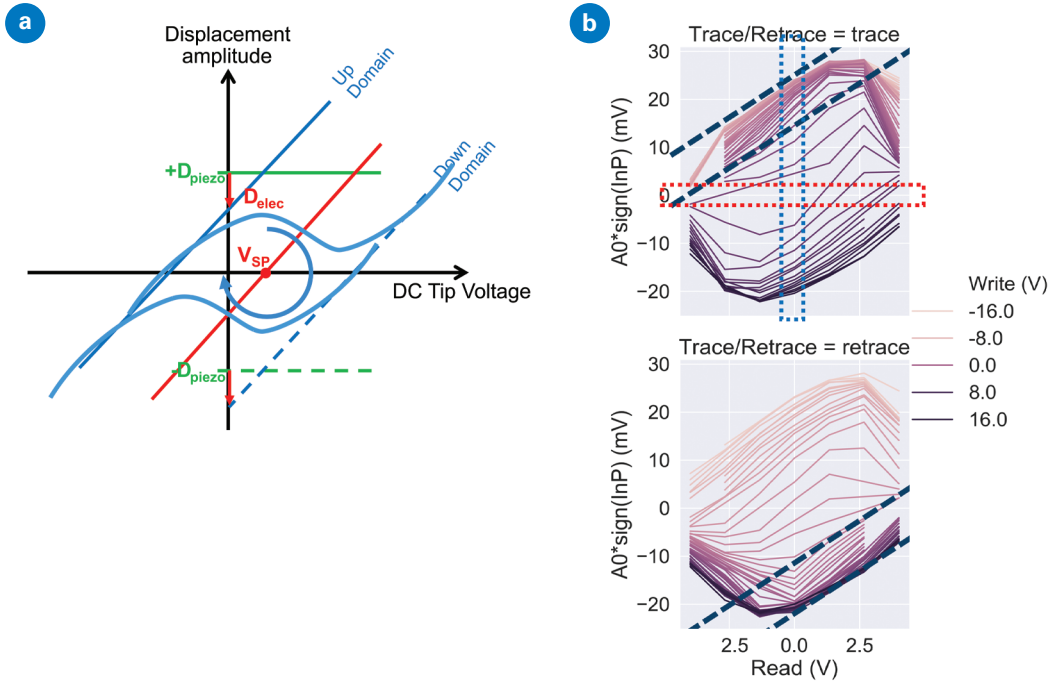 a
Displacement
amplitude
Up
Domain
Down
Domain
+Dpiezo
Delec
VSP
DC Tip Voltage
-Dpiezo
b
Trace/Retrace = trace
30
20
10
0
−10
−20
A0*sign(InP) (mV)
Trace/Retrace = retrace
30
20
10
0
−10
−20
A0*sign(InP) (mV)
2.5
0.0
2.5
Read (V)
Write (V)
-16.0
-8.0
0.0
8.0
16.0